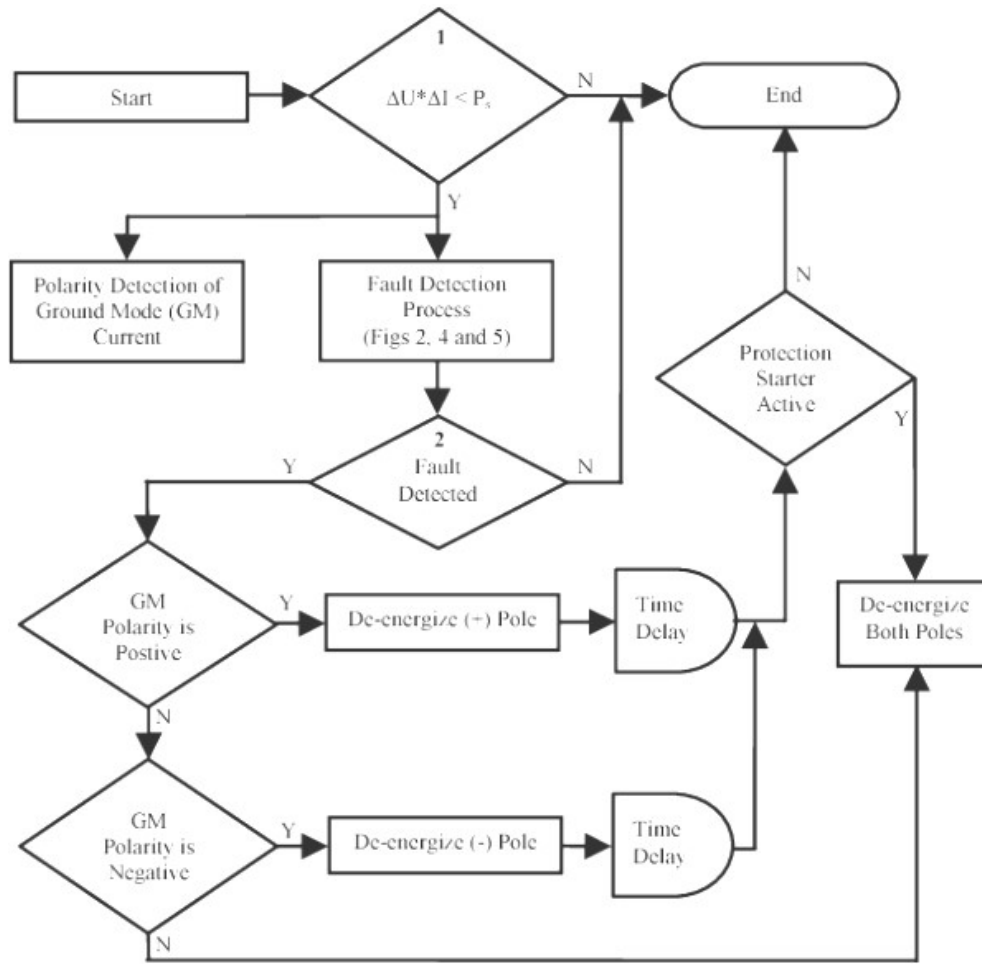 1
Start
ΔU*ΔI < Pₛ
N
End
Y
Polarity Detection of
Ground Mode (GM)
Current
Fault Detection
Process
(Figs 2, 4 and 5)
N
Protection
Starter
Active
Y
2
Y
Fault
N
Detected
GM
Polarity is
Postive
Y
De-energize (+) Pole
Time
Delay
De-energize
Both Poles
N
GM
Polarity is
Negative
Y
De-energize (-) Pole
Time
Delay
N